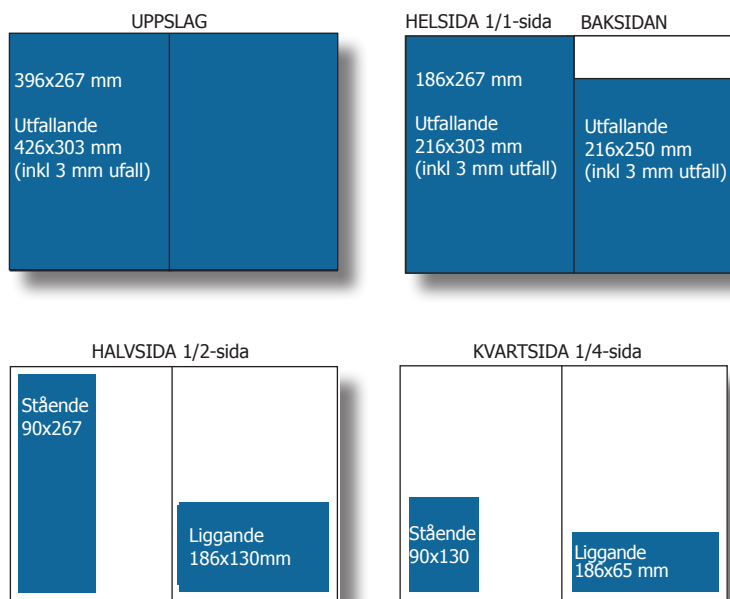 UPPSLAG
396x267 mm
Utfallande
426x303 mm
(inkl 3 mm ufall)
HELSIDA 1/1-sida
BAKSIDAN
186x267 mm
Utfallande
216x303 mm
(inkl 3 mm utfall)
Utfallande
216x250 mm
(inkl 3 mm utfall)
HALVSIDA 1/2-sida
Stående
90x267
Liggande
186x130mm
KVARTSIDA 1/4-sida
Stående
90x130
Liggande
186x65 mm